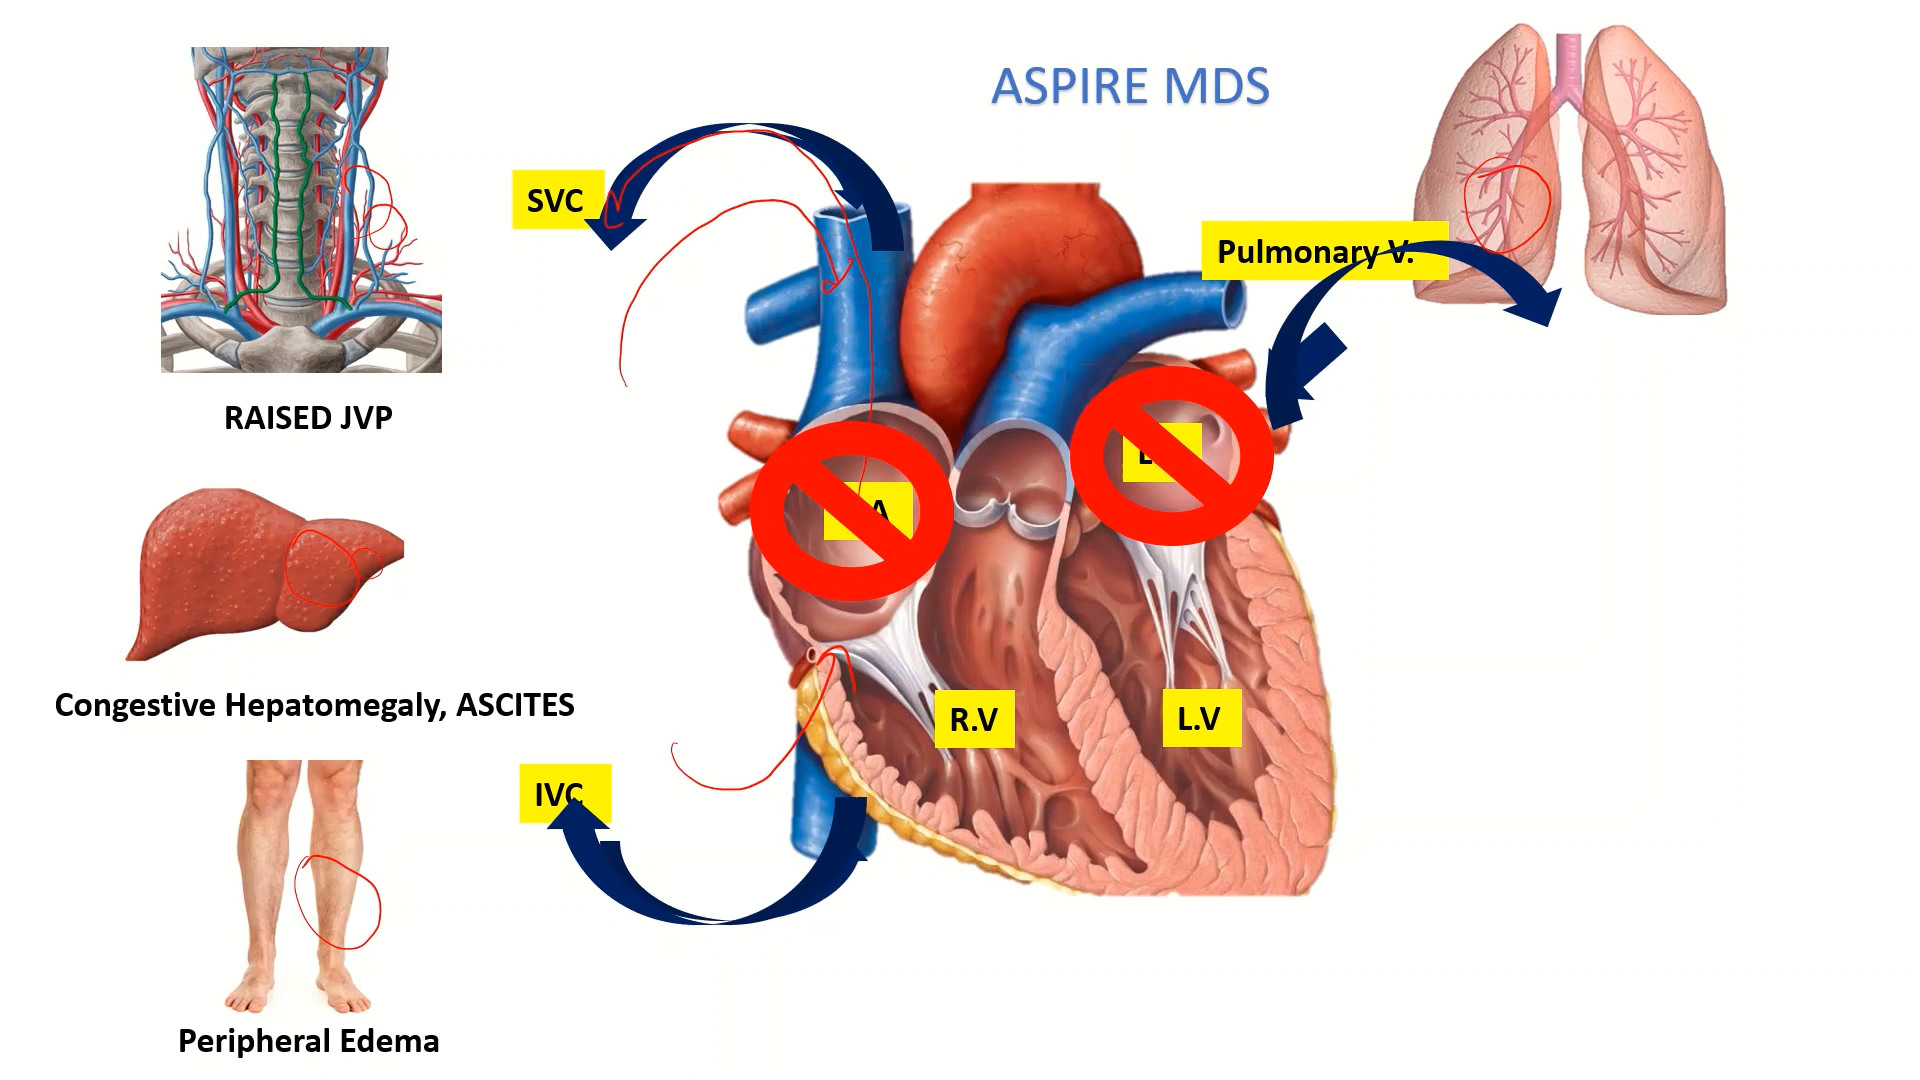 ASPIRE MDS
SVC
Pulmonary V.
RAISED JVP
A
R.V
L.V
Congestive Hepatomegaly, ASCITES
IVC
Peripheral Edema